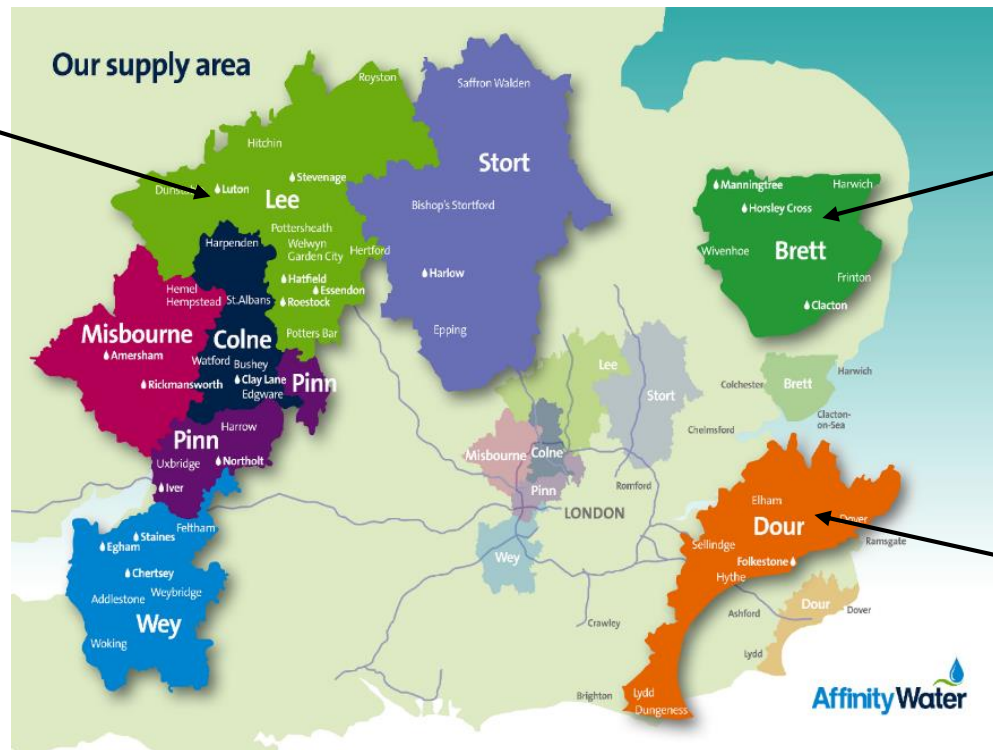 Our supply area
Royston
Saffron Walden
Hitchin
Stevenage
Dunstable
Luton
Lee
Stort
Bishop's Stortford
Manningtree
Harwich
Horsley Cross
Wivenhoe
Brett
Frinton
Clacton
Harpenden
Pottersheath
Welwyn
Garden City
Hertford
Hatfield
Essendon
Roestock
Harlow
Hemel
Hempstead
St.Albans
Potters Bar
Epping
Misbourne
Amersham
Rickmansworth
Colne
Watford
Bushey
Clay Lane
Edgware
Pinn
Pinn
Harrow
Uxbridge
Northolt
Iver
Lee
Stort
Misbourne
Colne
Pinn
Romford
LONDON
Wey
Colchester
Brett
Harwich
Chelmsford
Clacton-
on-Sea
Feltham
Staines
Egham
Chertsey
Addlestone
Weybridge
Wey
Woking
Elham
Dour
Dover
Ramsgate
Sellindge
Folkestone
Hythe
Ashford
Dour
Dover
Lydd
Crawley
Brighton
Lydd
Dungeness
Affinity Water